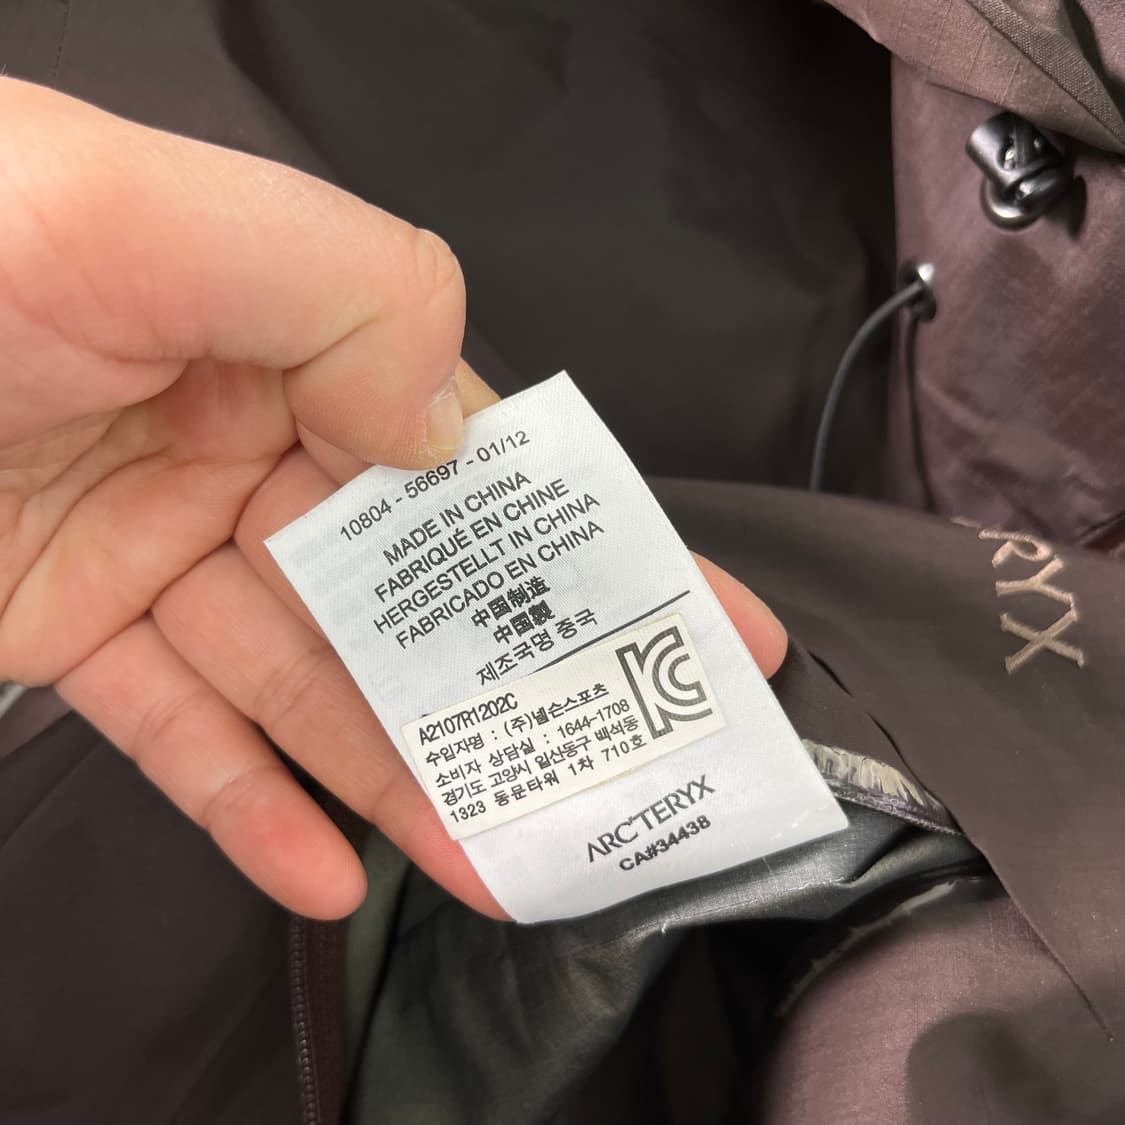 10804 - 56697 - 01/12
MADE IN CHINA
FABRIQUÉ EN CHINE
HERGESTELLT IN CHINA
FABRICADO EN CHINA
中国制造
中国製
제조국명 중국
A2107R1202C
수입자명 : (주)넬슨스포츠
소비자 상담실 : 1644-1708
경기도 고양시 일산동구 백석동
1323 동문타워 1차 710호
KC
ARC'TERYX
CA#34438
RYX